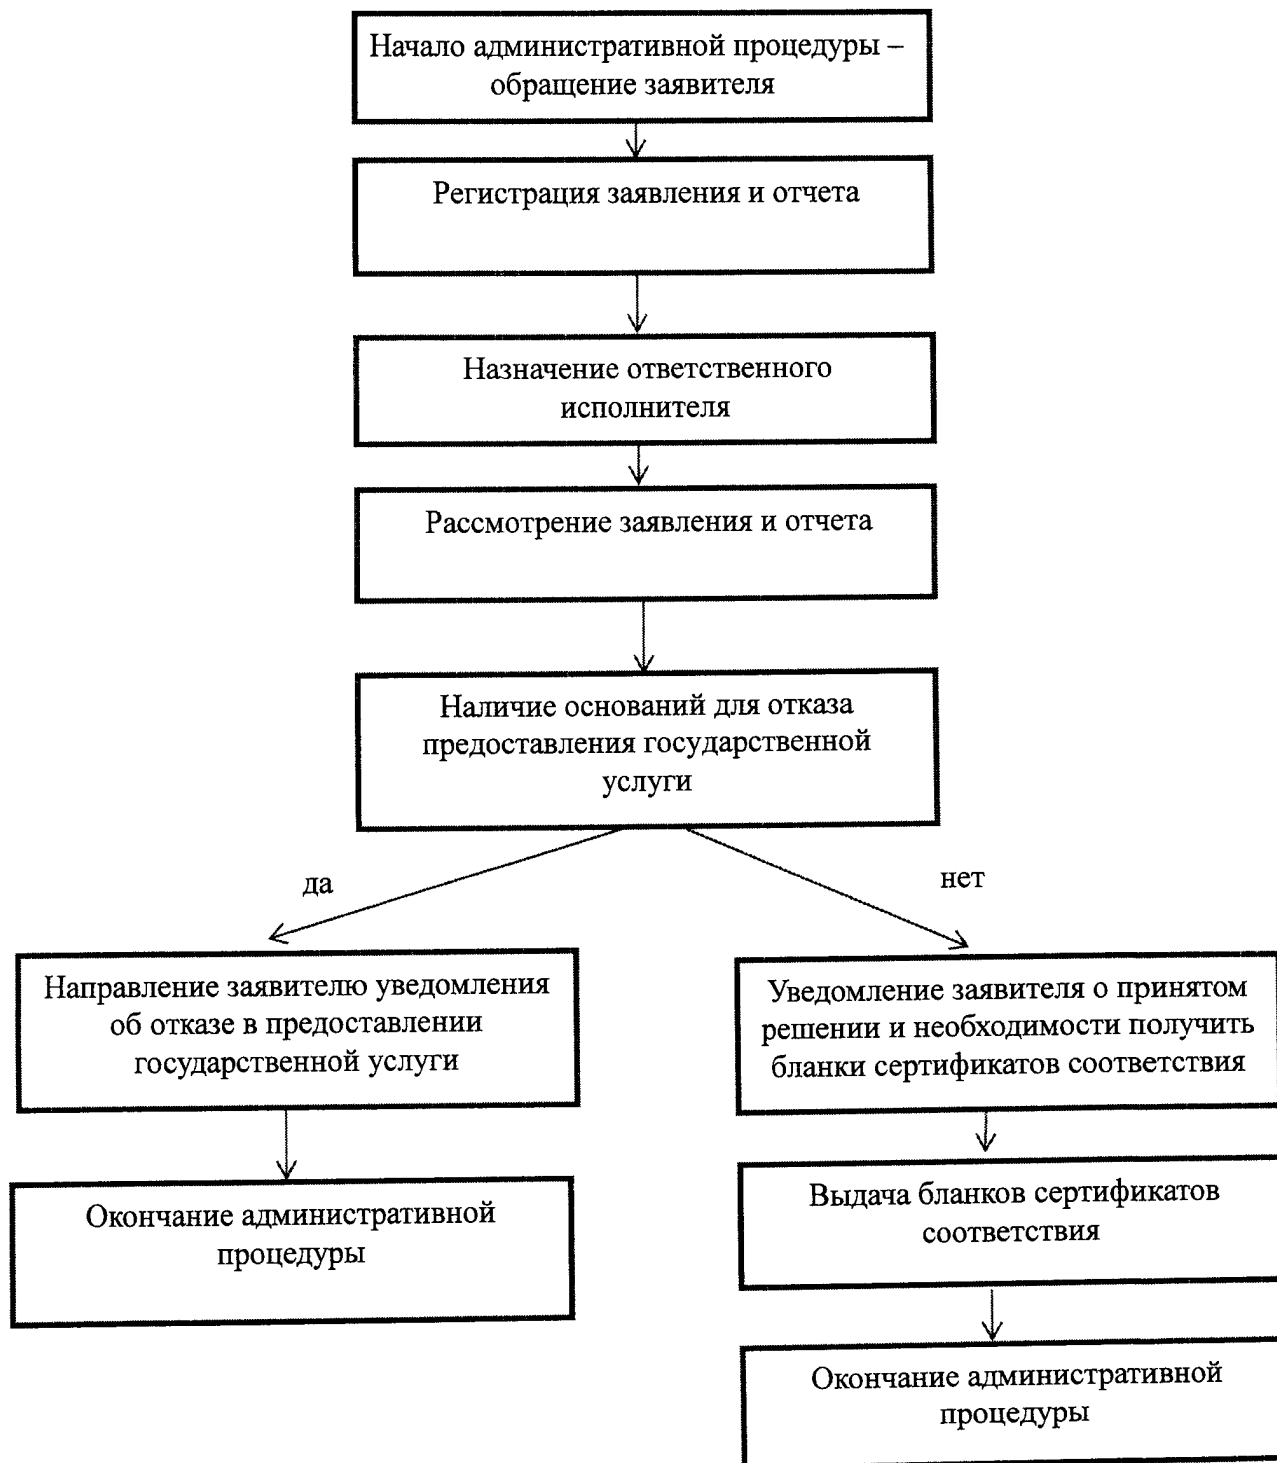 Начало административной процедуры –
обращение заявителя
Регистрация заявления и отчета
Назначение ответственного
исполнителя
Рассмотрение заявления и отчета
Наличие оснований для отказа
предоставления государственной
услуги
да
нет
Направление заявителю уведомления
об отказе в предоставлении
государственной услуги
Уведомление заявителя о принятом
решении и необходимости получить
бланки сертификатов соответствия
Окончание административной
процедуры
Выдача бланков сертификатов
соответствия
Окончание административной
процедуры